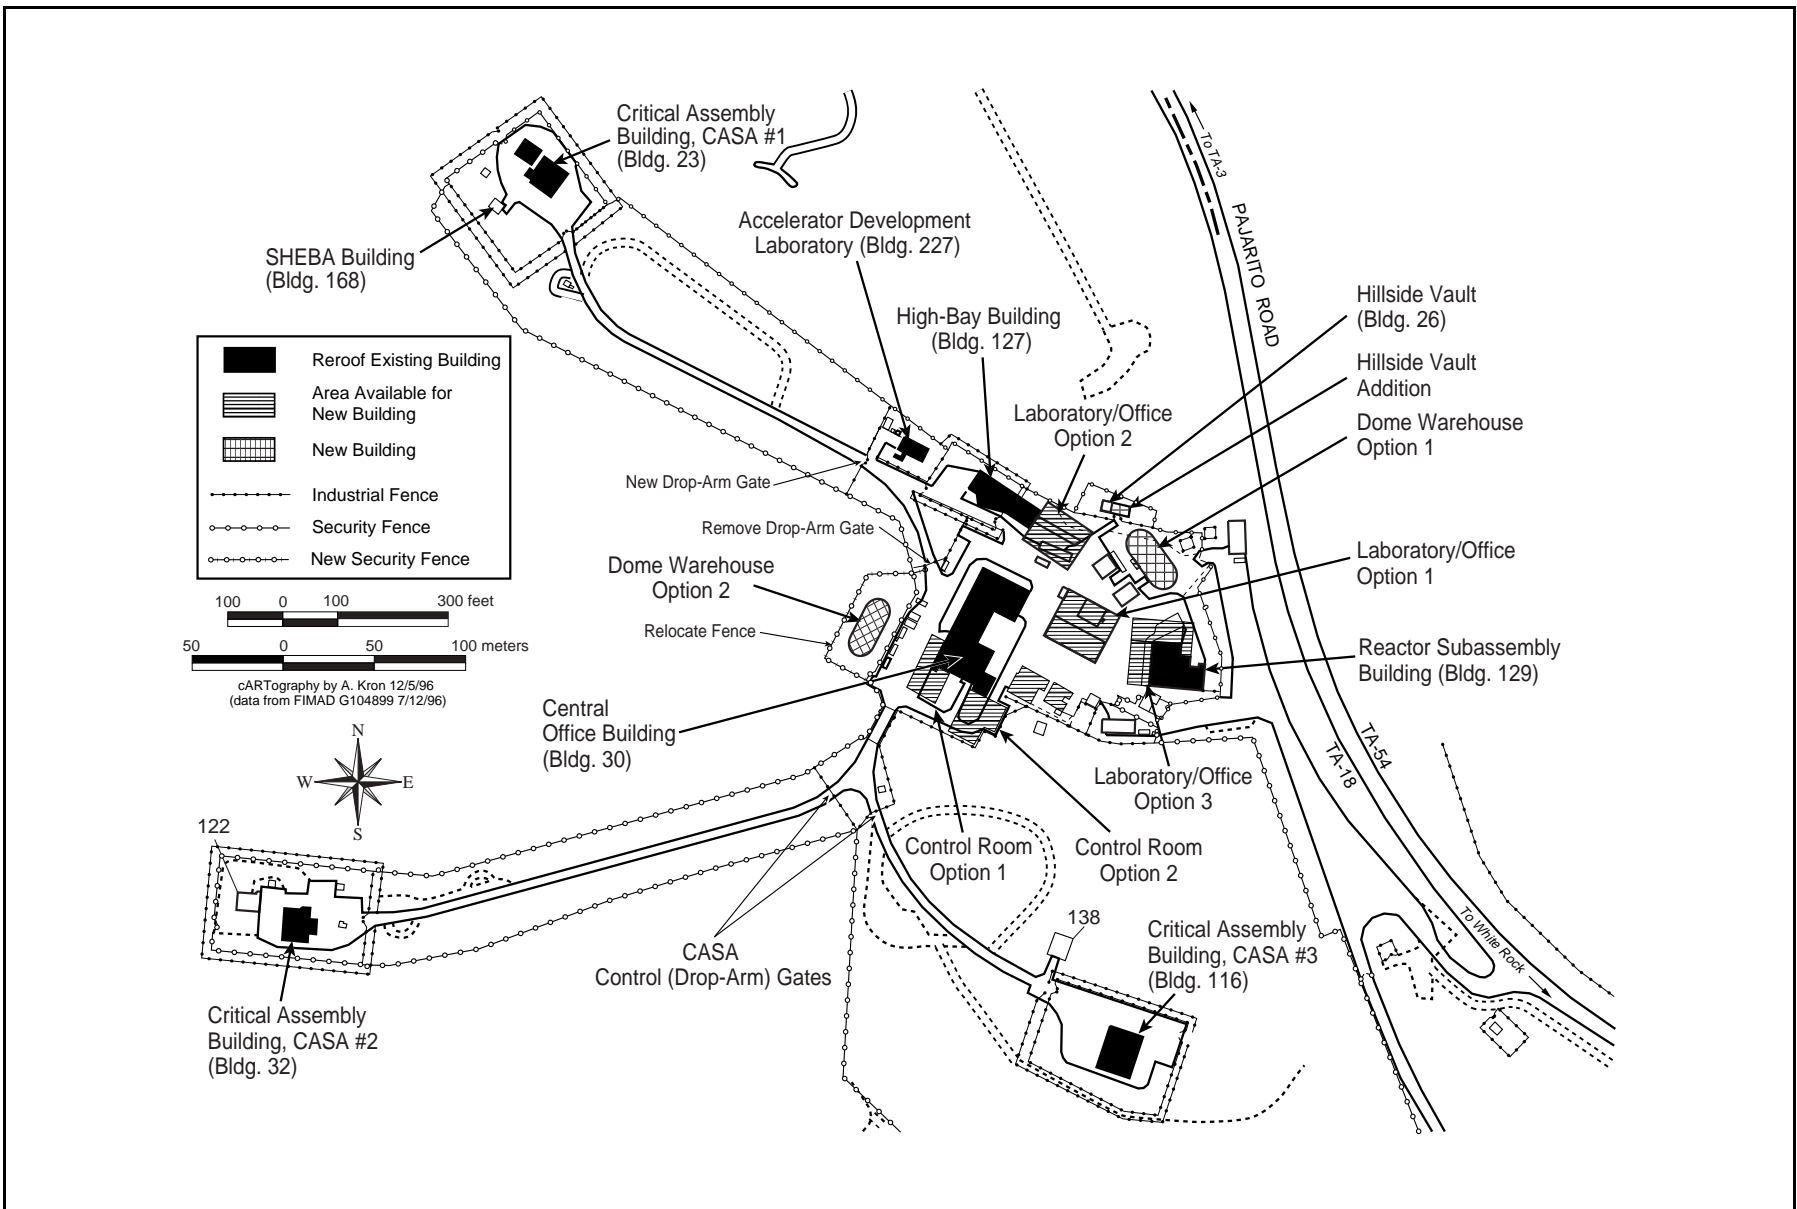 Critical Assembly
Building, CASA #1
(Bldg. 23)
To TA-3
PAJARITO ROAD
Accelerator Development
Laboratory (Bldg. 227)
SHEBA Building
(Bldg. 168)
High-Bay Building
(Bldg. 127)
Hillside Vault
(Bldg. 26)
Hillside Vault
Addition
Dome Warehouse
Option 1
Laboratory/Office
Option 2
Reroof Existing Building
Area Available for
New Building
New Building
Industrial Fence
Security Fence
New Security Fence
New Drop-Arm Gate
Remove Drop-Arm Gate
Dome Warehouse
Option 2
Relocate Fence
Laboratory/Office
Option 1
Reactor Subassembly
Building (Bldg. 129)
100 0 100 300 feet
50 0 50 100 meters
cARTography by A. Kron 12/5/96
(data from FIMAD G104899 7/12/96)
Central
Office Building
(Bldg. 30)
N
W E
S
TA-54
TA-18
Laboratory/Office
Option 3
Control Room
Option 1
Control Room
Option 2
122
138
To White Rock
CASA
Control (Drop-Arm) Gates
Critical Assembly
Building, CASA #3
(Bldg. 116)
Critical Assembly
Building, CASA #2
(Bldg. 32)